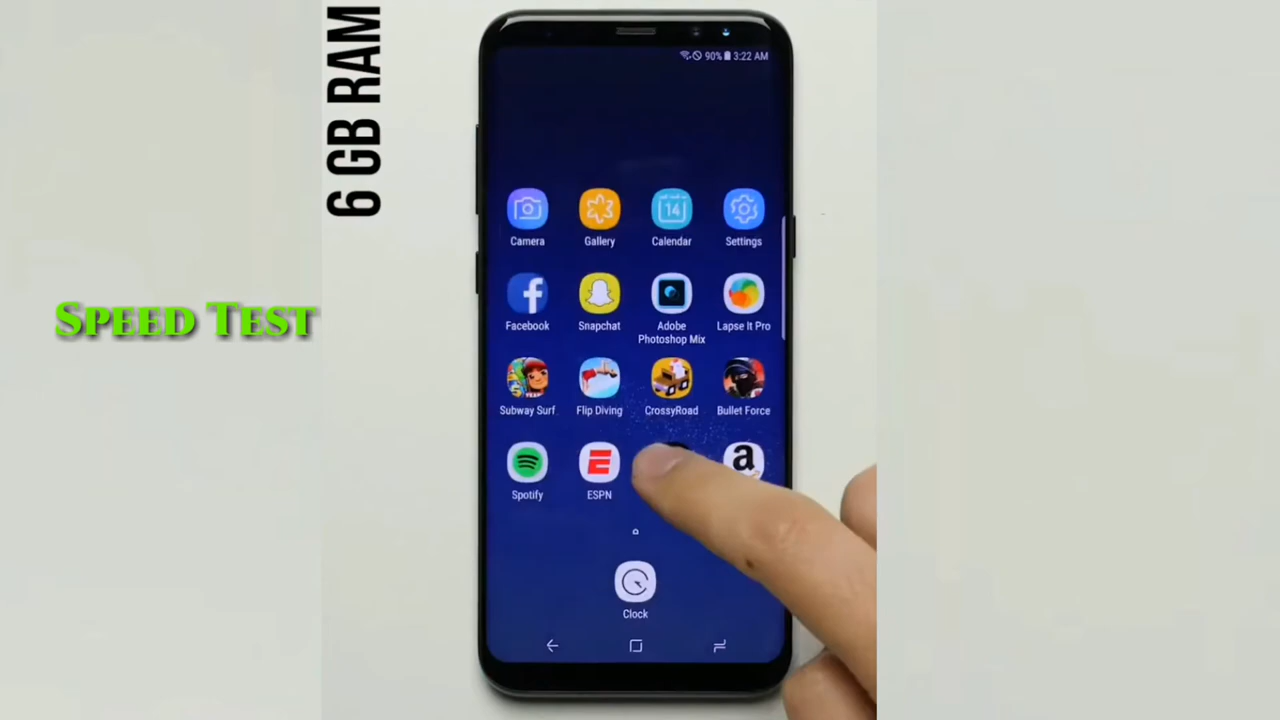 6 GB RAM
90% 3:22 AM
14
Camera Gallery Calendar Settings
Facebook Snapchat Adobe Photoshop Mix Lapse It Pro
Subway Surf Flip Diving CrossyRoad Bullet Force
Spotify ESPN
Clock
Speed Test